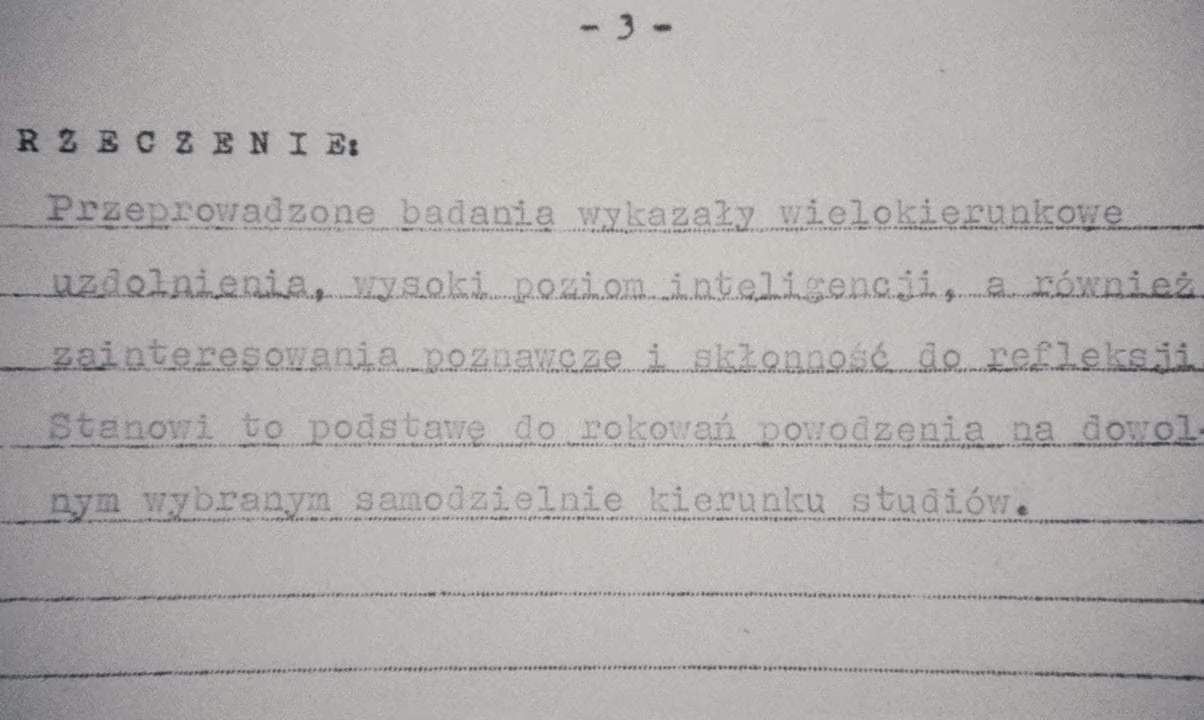 - 3 -
RZECZENIE:
Przeprowadzone badania wykazały wielokierunkowe
uzdolnienia, wysoki poziom inteligencji, a również
zainteresowania poznawcze i skłonność do refleksji
Stanowi to podstawę do rokowań powodzenia na dowol-
nym wybranym samodzielnie kierunku studiów.